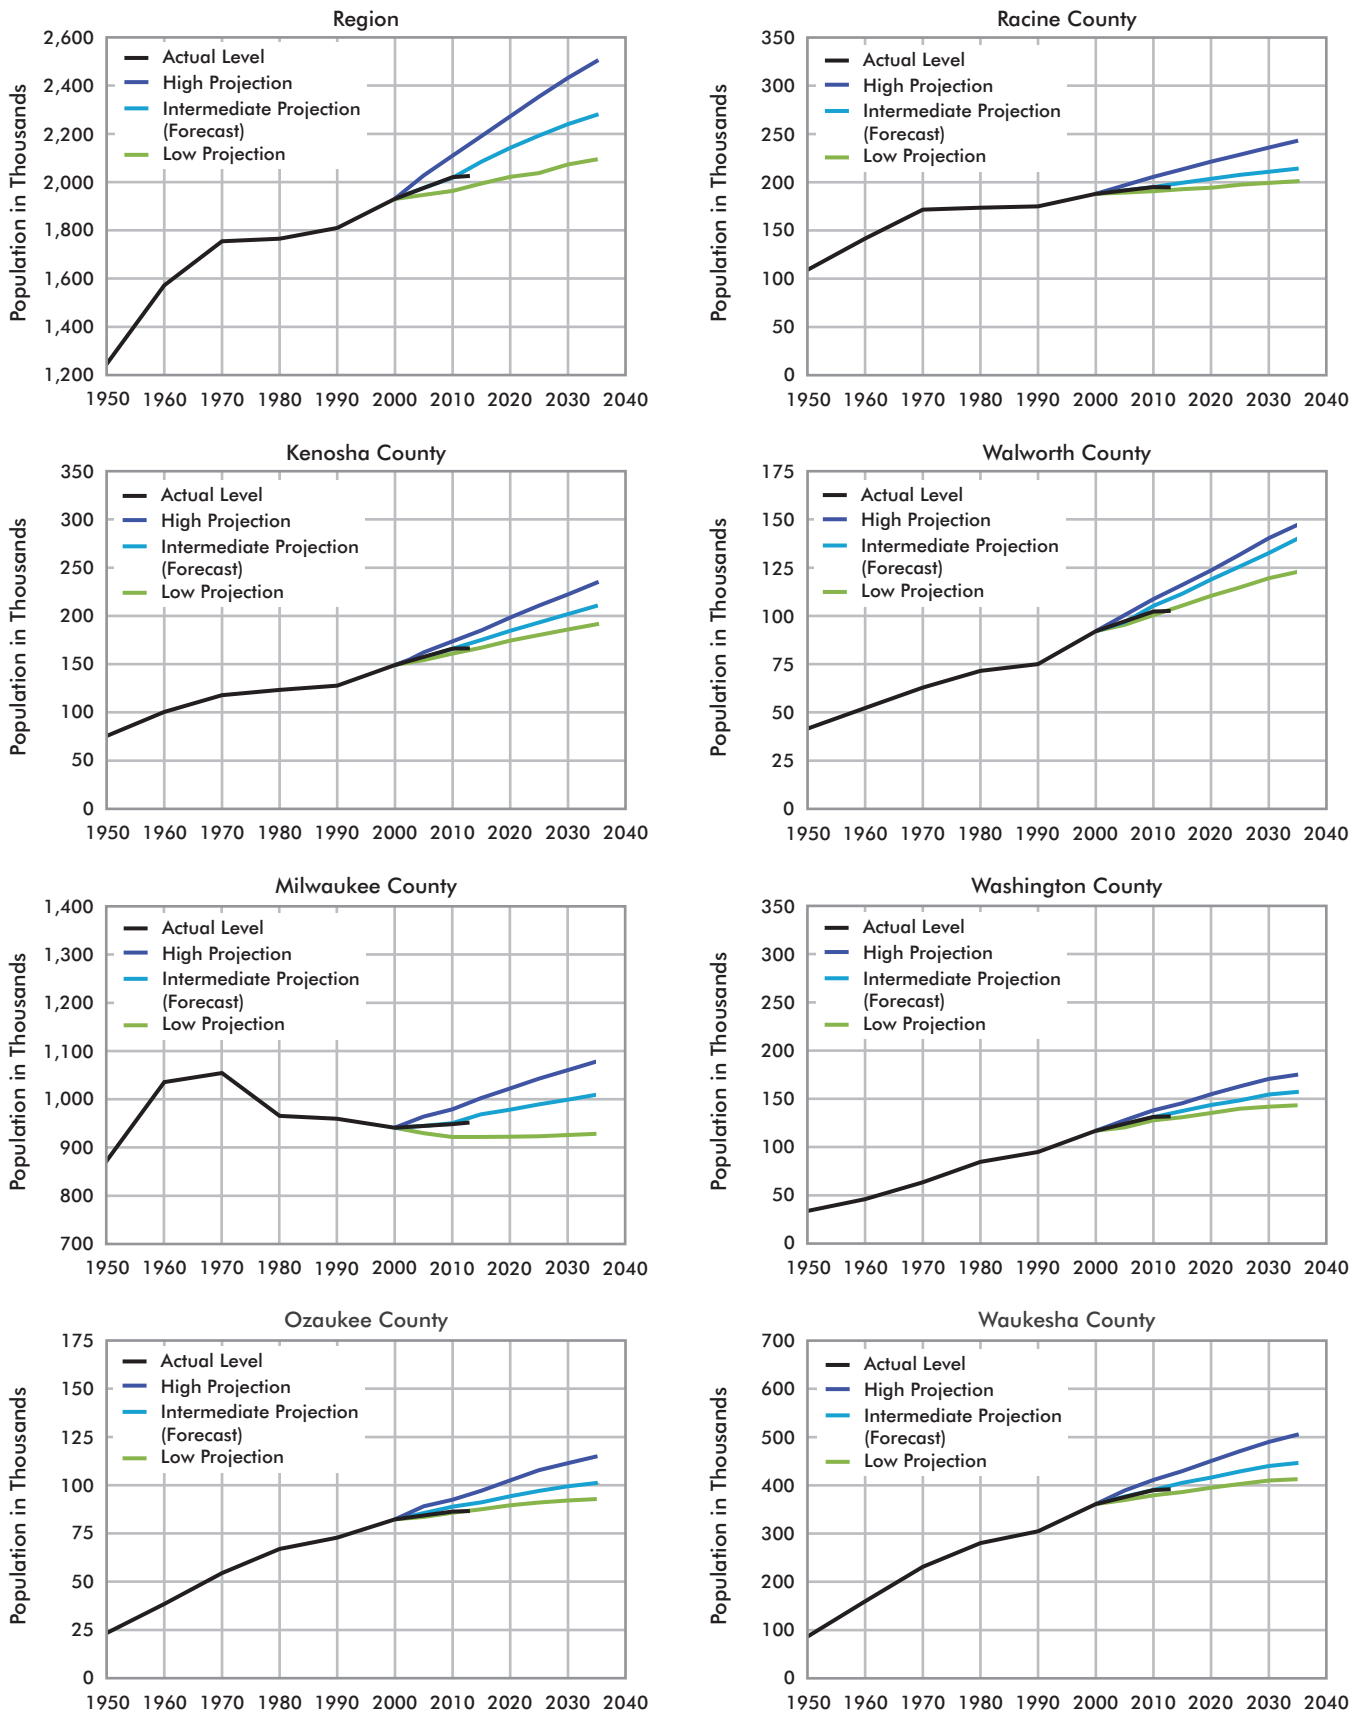 Region
Population in Thousands
2,600
2,400
2,200
2,000
1,800
1,600
1,400
1,200
Actual Level
High Projection
Intermediate Projection
(Forecast)
Low Projection
1950 1960 1970 1980 1990 2000 2010 2020 2030 2040
Racine County
Population in Thousands
350
300
250
200
150
100
50
0
Actual Level
High Projection
Intermediate Projection
(Forecast)
Low Projection
1950 1960 1970 1980 1990 2000 2010 2020 2030 2040
Kenosha County
Population in Thousands
350
300
250
200
150
100
50
0
Actual Level
High Projection
Intermediate Projection
(Forecast)
Low Projection
1950 1960 1970 1980 1990 2000 2010 2020 2030 2040
Walworth County
Population in Thousands
175
150
125
100
75
50
25
0
Actual Level
High Projection
Intermediate Projection
(Forecast)
Low Projection
1950 1960 1970 1980 1990 2000 2010 2020 2030 2040
Milwaukee County
Population in Thousands
1,400
1,300
1,200
1,100
1,000
900
800
700
Actual Level
High Projection
Intermediate Projection
(Forecast)
Low Projection
1950 1960 1970 1980 1990 2000 2010 2020 2030 2040
Washington County
Population in Thousands
350
300
250
200
150
100
50
0
Actual Level
High Projection
Intermediate Projection
(Forecast)
Low Projection
1950 1960 1970 1980 1990 2000 2010 2020 2030 2040
Ozaukee County
Population in Thousands
175
150
125
100
75
50
25
0
Actual Level
High Projection
Intermediate Projection
(Forecast)
Low Projection
1950 1960 1970 1980 1990 2000 2010 2020 2030 2040
Waukesha County
Population in Thousands
700
600
500
400
300
200
100
0
Actual Level
High Projection
Intermediate Projection
(Forecast)
Low Projection
1950 1960 1970 1980 1990 2000 2010 2020 2030 2040